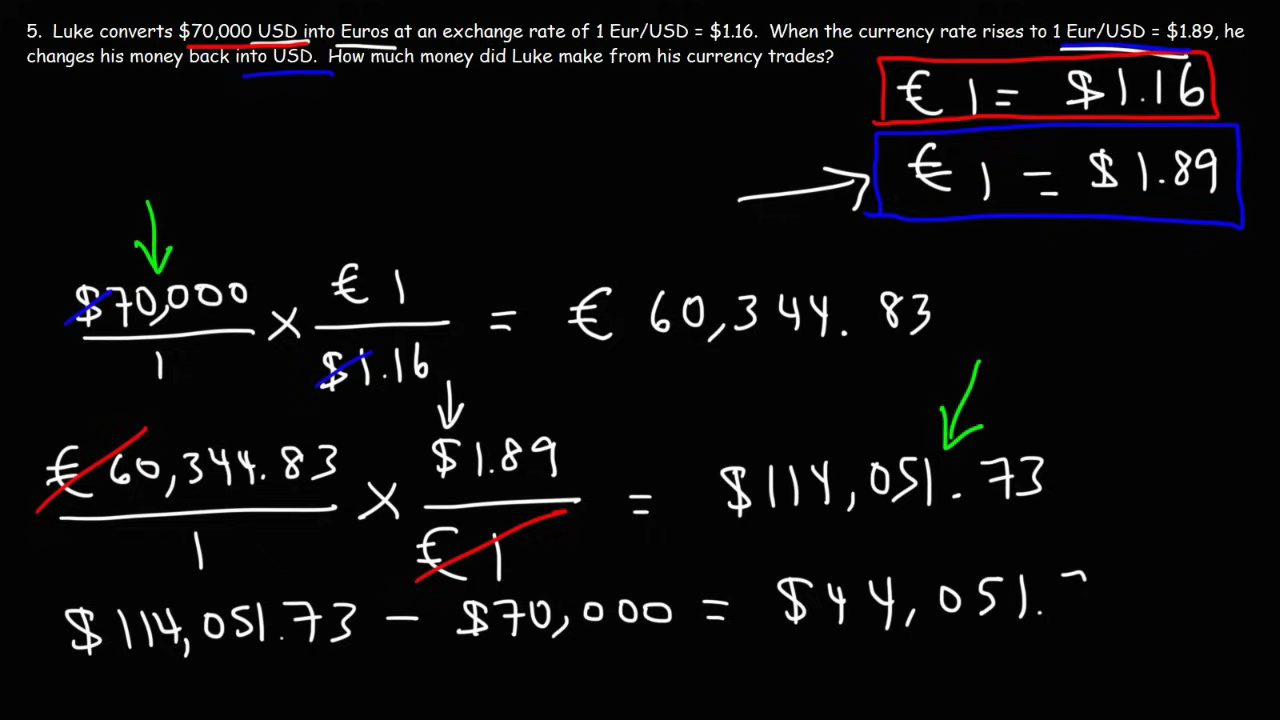 5. Luke converts $70,000 USD into Euros at an exchange rate of 1 Eur/USD = $1.16. When the currency rate rises to 1 Eur/USD = $1.89, he
changes his money back into USD. How much money did Luke make from his currency trades?
€ 1 = $1.16
€ 1 = $1.89
$70,000 / 1 × € 1 / $1.16 = € 60,344.83
€ 60,344.83 / 1 × $1.89 / € 1 = $114,051.73
$114,051.73 − $70,000 = $44,051.